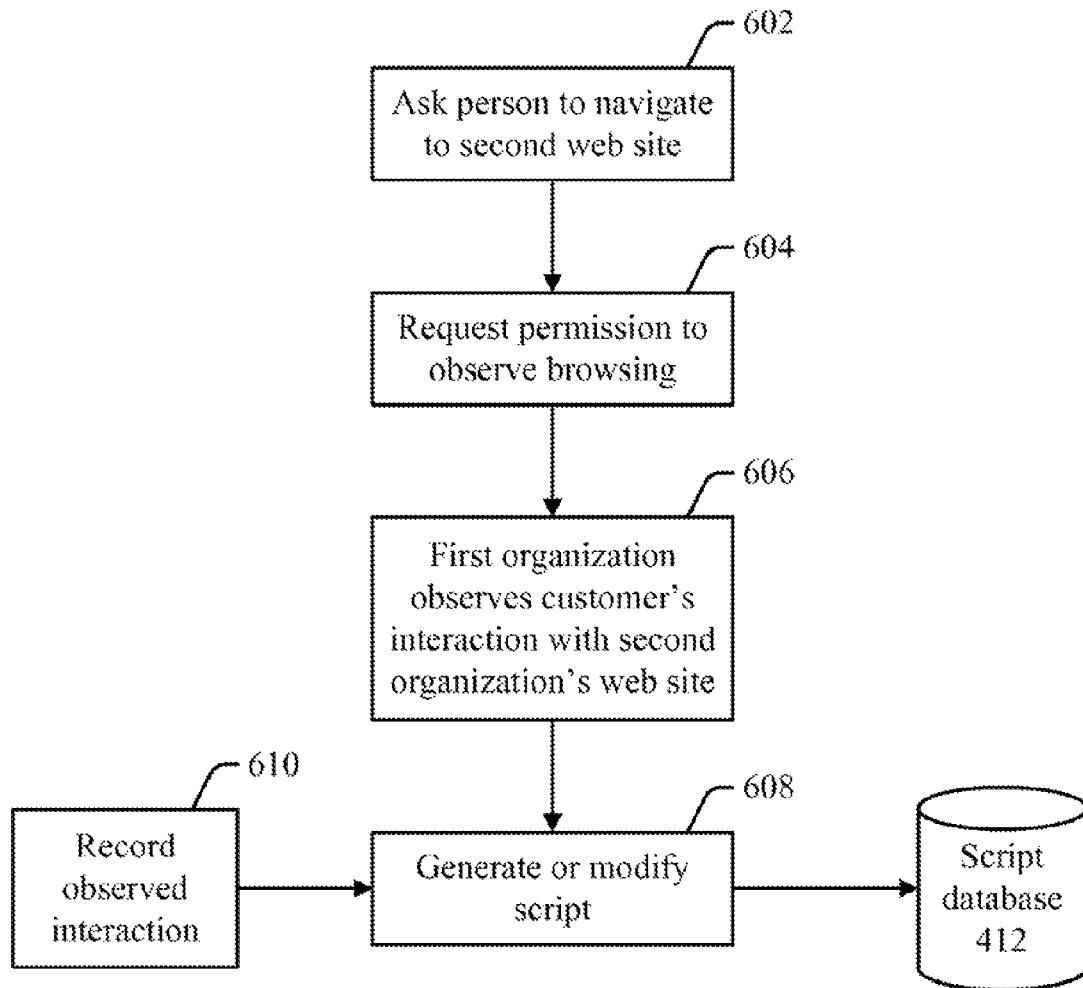 602
Ask person to navigate
to second web site
604
Request permission to
observe browsing
606
First organization
observes customer's
interaction with second
organization's web site
610
Record
observed
interaction
608
Generate or modify
script
Script
database
412